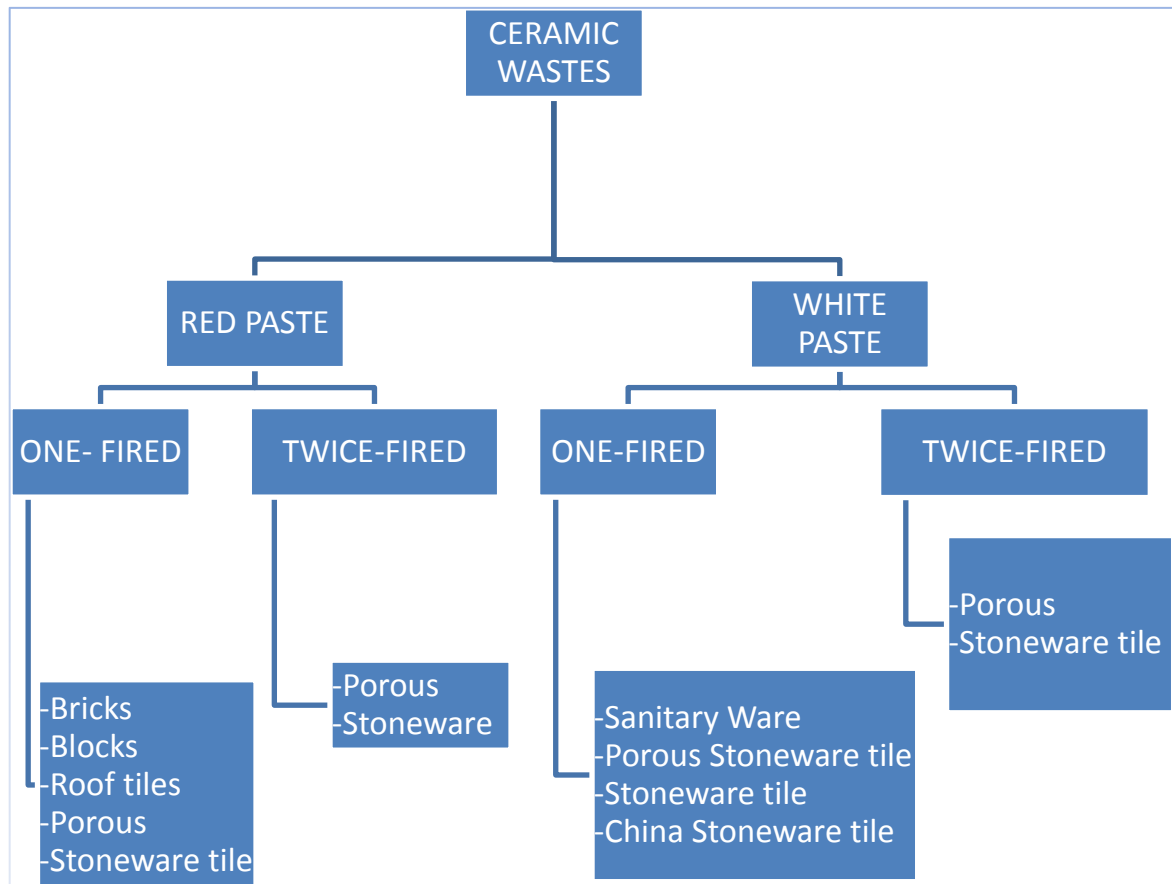 CERAMIC
WASTES
RED PASTE
WHITE
PASTE
ONE- FIRED
TWICE-FIRED
ONE-FIRED
TWICE-FIRED
-Bricks
-Blocks
-Roof tiles
-Porous
-Stoneware tile
-Porous
-Stoneware
-Sanitary Ware
-Porous Stoneware tile
-Stoneware tile
-China Stoneware tile
-Porous
-Stoneware tile